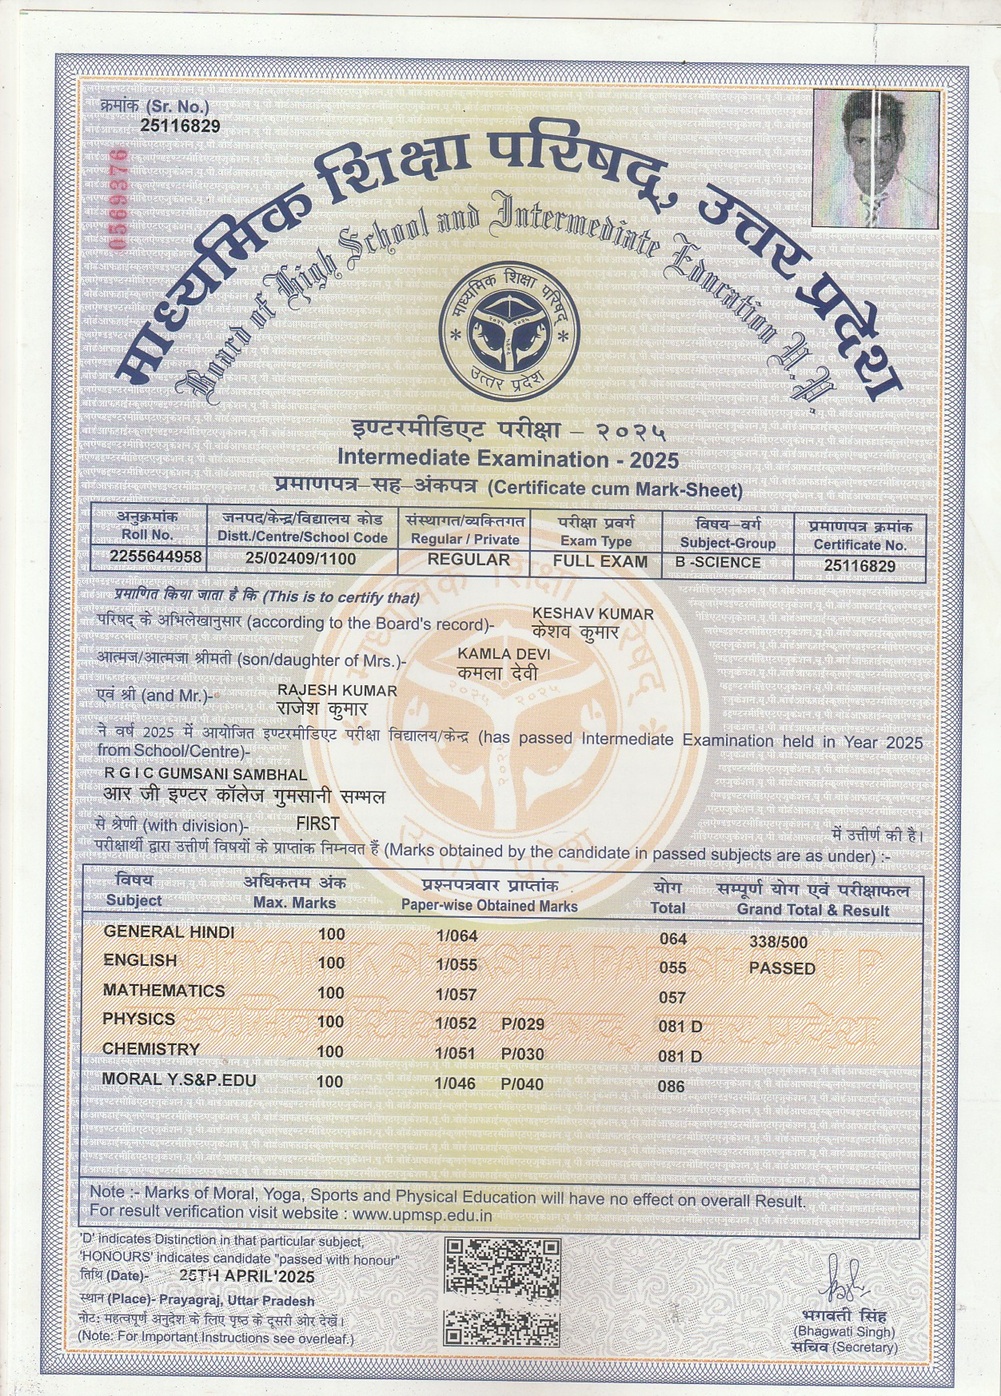 क्रमांक (Sr. No.)
25116829
0569376
माध्यमिक शिक्षा परिषद्, उत्तर प्रदेश
Board of High School and Intermediate Education U.P.
माध्यमिक शिक्षा परिषद्
उत्तर प्रदेश
इण्टरमीडिएट परीक्षा – २०२५
Intermediate Examination - 2025
प्रमाणपत्र–सह–अंकपत्र (Certificate cum Mark-Sheet)
अनुक्रमांक जनपद/केन्द्र/विद्यालय कोड संस्थागत/व्यक्तिगत परीक्षा प्रवर्ग विषय–वर्ग प्रमाणपत्र क्रमांक
Roll No. Distt./Centre/School Code Regular / Private Exam Type Subject-Group Certificate No.
2255644958 25/02409/1100 REGULAR FULL EXAM B -SCIENCE 25116829
प्रमाणित किया जाता है कि (This is to certify that)
KESHAV KUMAR
परिषद् के अभिलेखानुसार (according to the Board's record)- केशव कुमार
KAMLA DEVI
आत्मज/आत्मजा श्रीमती (son/daughter of Mrs.)- कमला देवी
RAJESH KUMAR
एवं श्री (and Mr.)- राजेश कुमार
ने वर्ष 2025 में आयोजित इण्टरमीडिएट परीक्षा विद्यालय/केन्द्र (has passed Intermediate Examination held in Year 2025
from School/Centre)-
R G I C GUMSANI SAMBHAL
आर जी इण्टर कॉलेज गुमसानी सम्भल
से श्रेणी (with division)- FIRST में उत्तीर्ण की है।
परीक्षार्थी द्वारा उत्तीर्ण विषयों के प्राप्तांक निम्नवत हैं (Marks obtained by the candidate in passed subjects are as under) :-
विषय अधिकतम अंक प्रश्नपत्रवार प्राप्तांक योग सम्पूर्ण योग एवं परीक्षाफल
Subject Max. Marks Paper-wise Obtained Marks Total Grand Total & Result
GENERAL HINDI 100 1/064 064 338/500
ENGLISH 100 1/055 055 PASSED
MATHEMATICS 100 1/057 057
PHYSICS 100 1/052 P/029 081 D
CHEMISTRY 100 1/051 P/030 081 D
MORAL Y.S&P.EDU 100 1/046 P/040 086
Note :- Marks of Moral, Yoga, Sports and Physical Education will have no effect on overall Result.
For result verification visit website : www.upmsp.edu.in
'D' indicates Distinction in that particular subject,
'HONOURS' indicates candidate "passed with honour"
तिथि (Date)- 25TH APRIL'2025
स्थान (Place)- Prayagraj, Uttar Pradesh
नोट: महत्वपूर्ण अनुदेश के लिए पृष्ठ के दूसरी ओर देखें।
(Note: For Important Instructions see overleaf.)
भगवती सिंह
(Bhagwati Singh)
सचिव (Secretary)